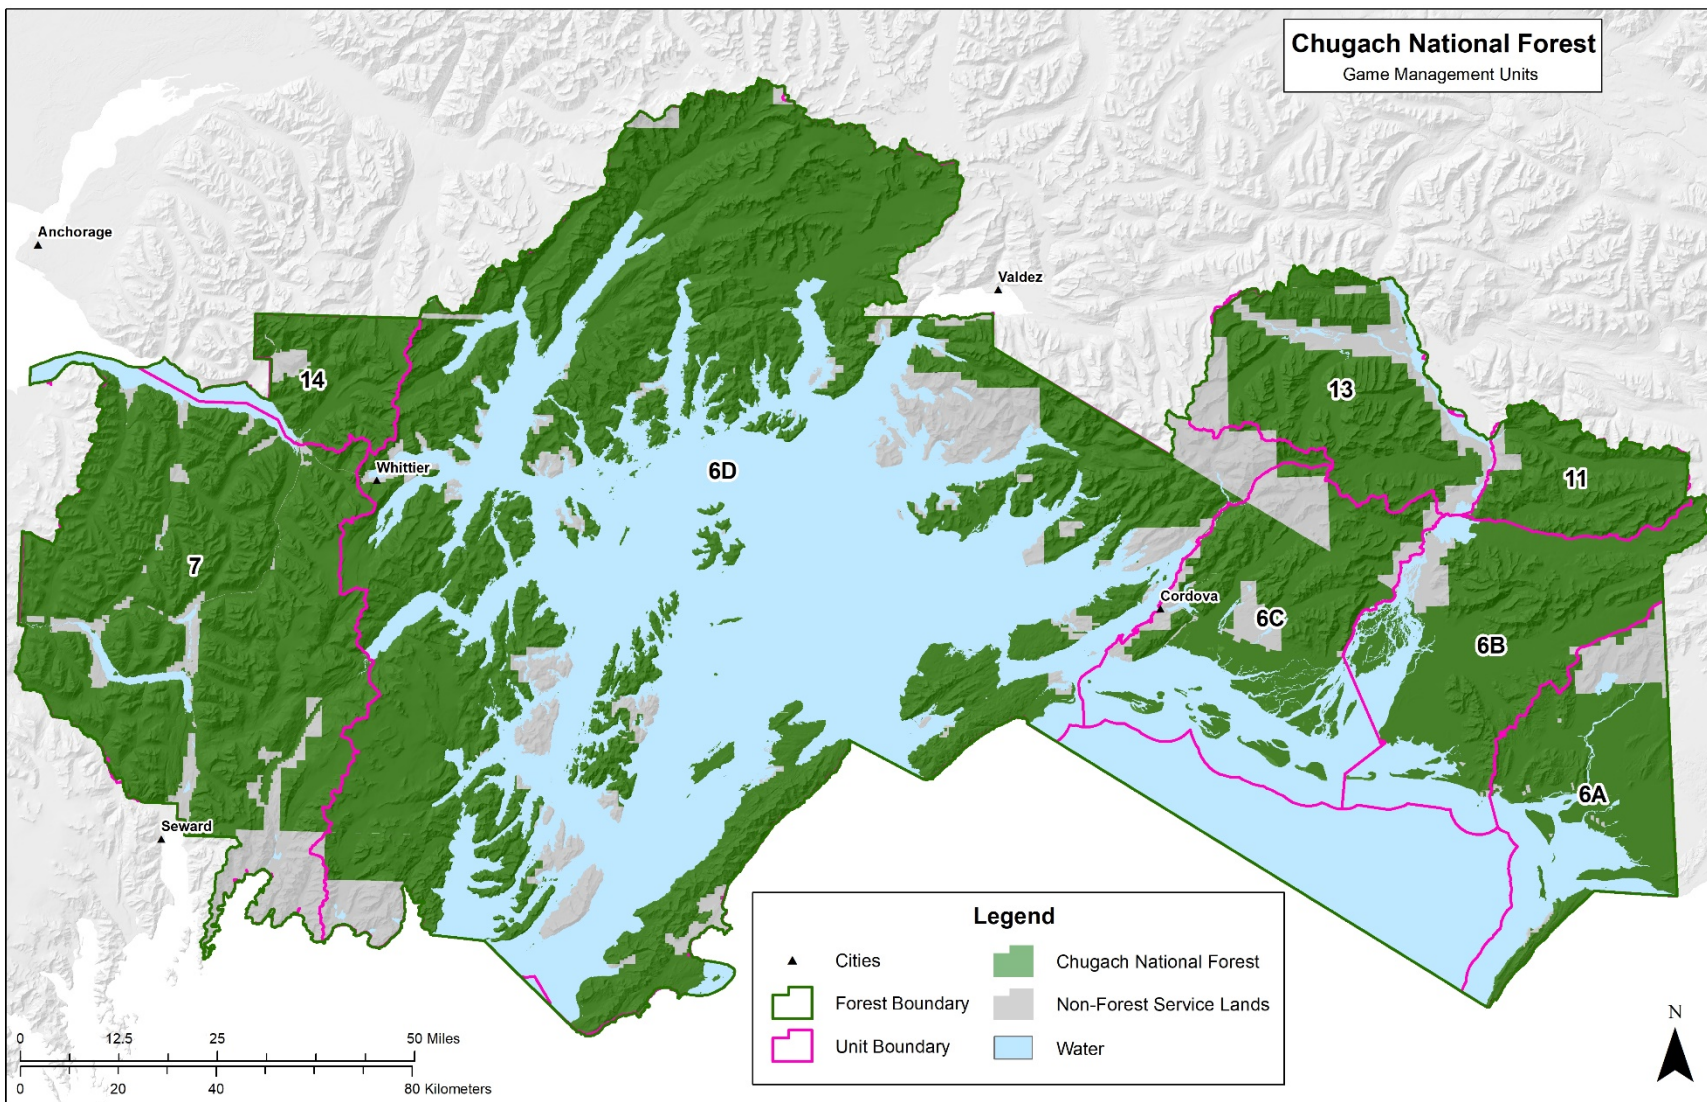 Chugach National Forest
Game Management Units
Anchorage
Valdez
14
13
Whittier
6D
11
7
Cordova
6C
6B
6A
Seward
Legend
Cities
Chugach National Forest
Forest Boundary
Non-Forest Service Lands
Unit Boundary
Water
N
0 12.5 25 50 Miles
0 20 40 80 Kilometers